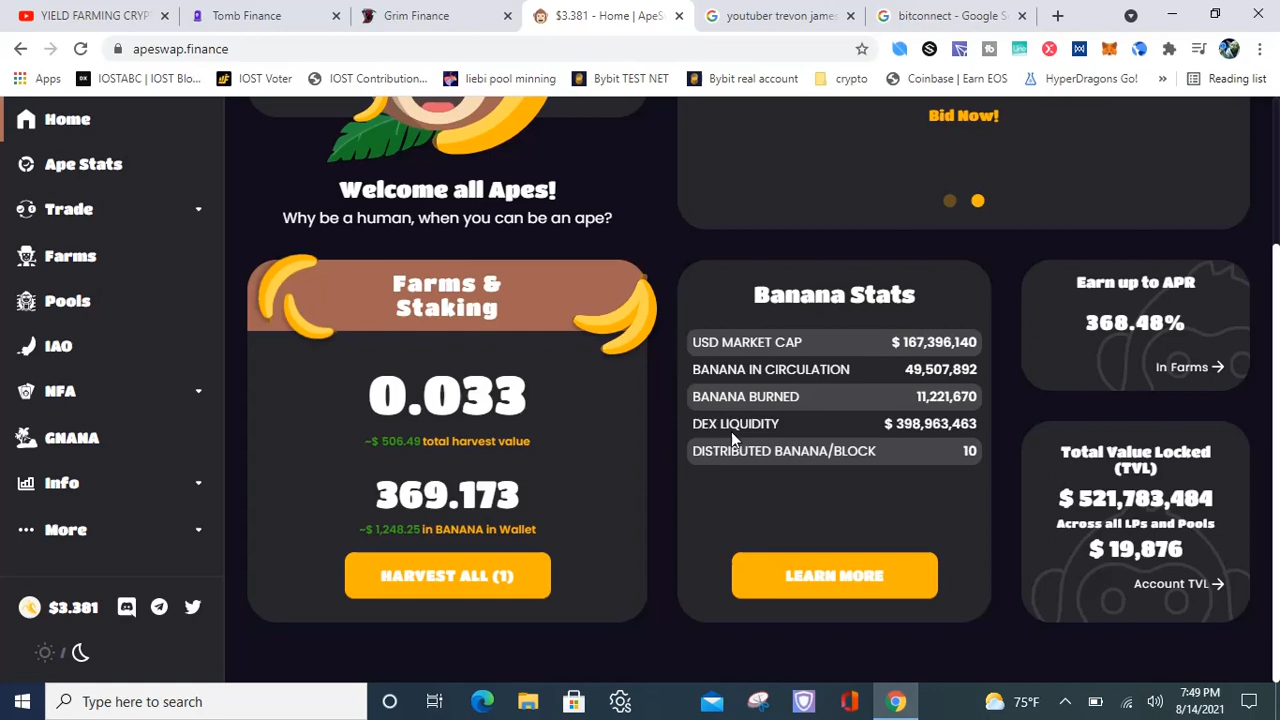 YIELD FARMING CRYP
Tomb Finance
Grim Finance
$3.381 - Home | ApeS
youtuber trevon james
bitconnect - Google S
apeswap.finance
Apps
IOSTABC | IOST Blo...
IOST Voter
IOST Contribution...
liebi pool minning
Bybit TEST NET
Bybit real account
crypto
Coinbase | Earn EOS
HyperDragons Go!
»
Reading list
Home
Ape Stats
Trade
Farms
Pools
IAO
NFA
GNANA
Info
More
$3.381
/
Bid Now!
Welcome all Apes!
Why be a human, when you can be an ape?
Farms &
Staking
0.033
~$ 506.49 total harvest value
369.173
~$ 1,248.25 in BANANA in Wallet
HARVEST ALL (1)
Banana Stats
USD MARKET CAP $ 167,396,140
BANANA IN CIRCULATION 49,507,892
BANANA BURNED 11,221,670
DEX LIQUIDITY $ 398,963,463
DISTRIBUTED BANANA/BLOCK 10
LEARN MORE
Earn up to APR
368.48%
In Farms
Total Value Locked
(TVL)
$ 521,783,484
Across all LPs and Pools
$ 19,876
Account TVL
Type here to search
75°F
7:49 PM
8/14/2021